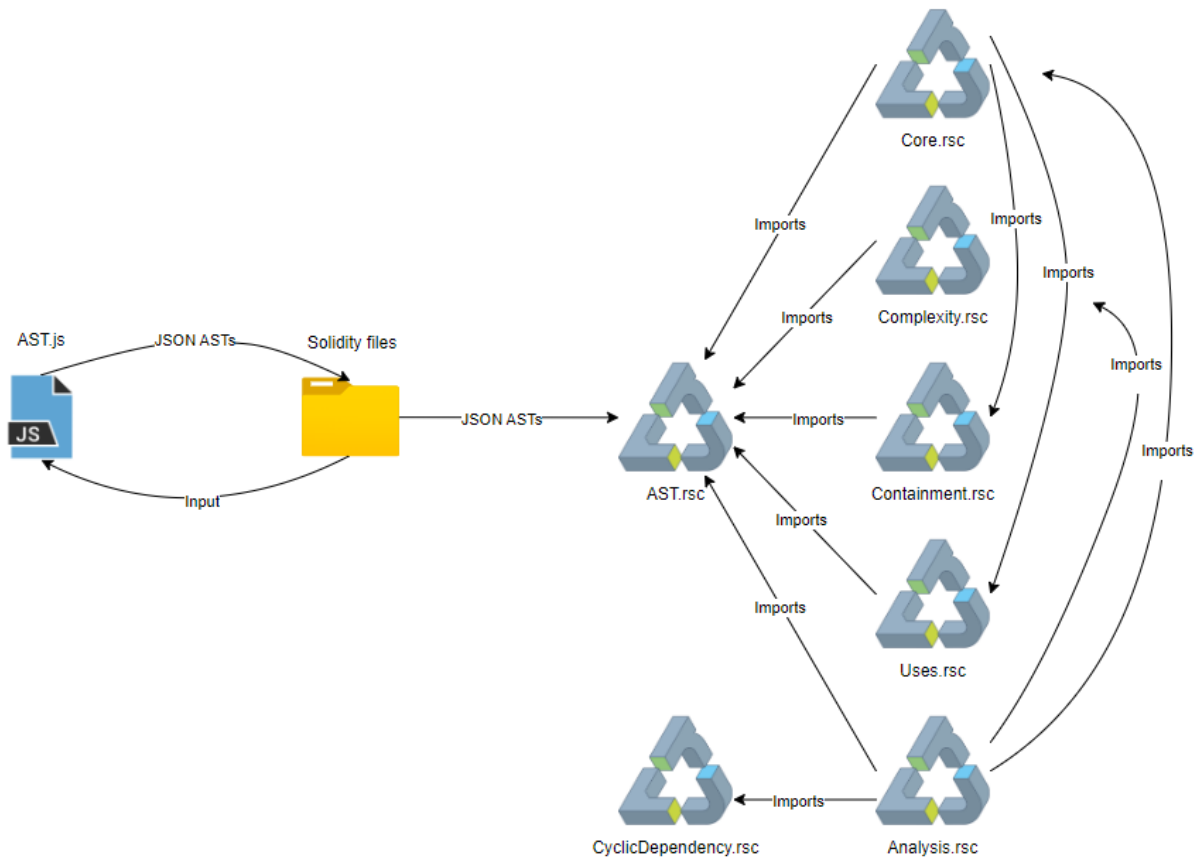 Core.rsc
Imports
Imports
Complexity.rsc
Imports
Imports
AST.js
JSON ASTs
Solidity files
Imports
JS
JSON ASTs
Imports
Imports
Input
AST.rsc
Containment.rsc
Imports
Imports
Uses.rsc
Imports
CyclicDependency.rsc
Analysis.rsc